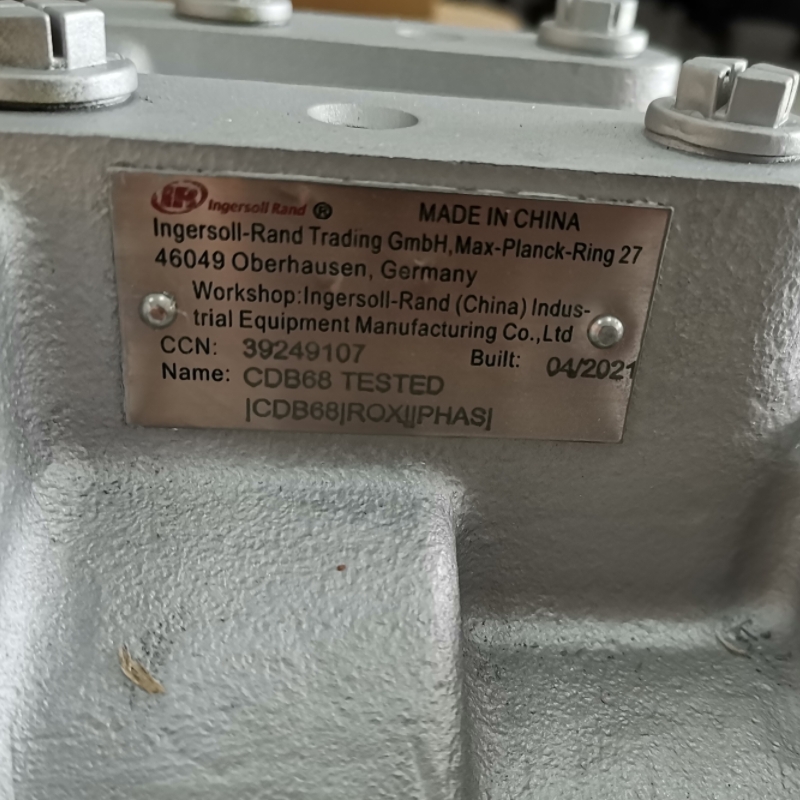 IR Ingersoll Rand ® MADE IN CHINA
Ingersoll-Rand Trading GmbH,Max-Planck-Ring 27
46049 Oberhausen, Germany
Workshop:Ingersoll-Rand (China) Indus-
trial Equipment Manufacturing Co.,Ltd
CCN: 39249107 Built: 04/2021
Name: CDB68 TESTED
|CDB68|ROX|||PHAS|